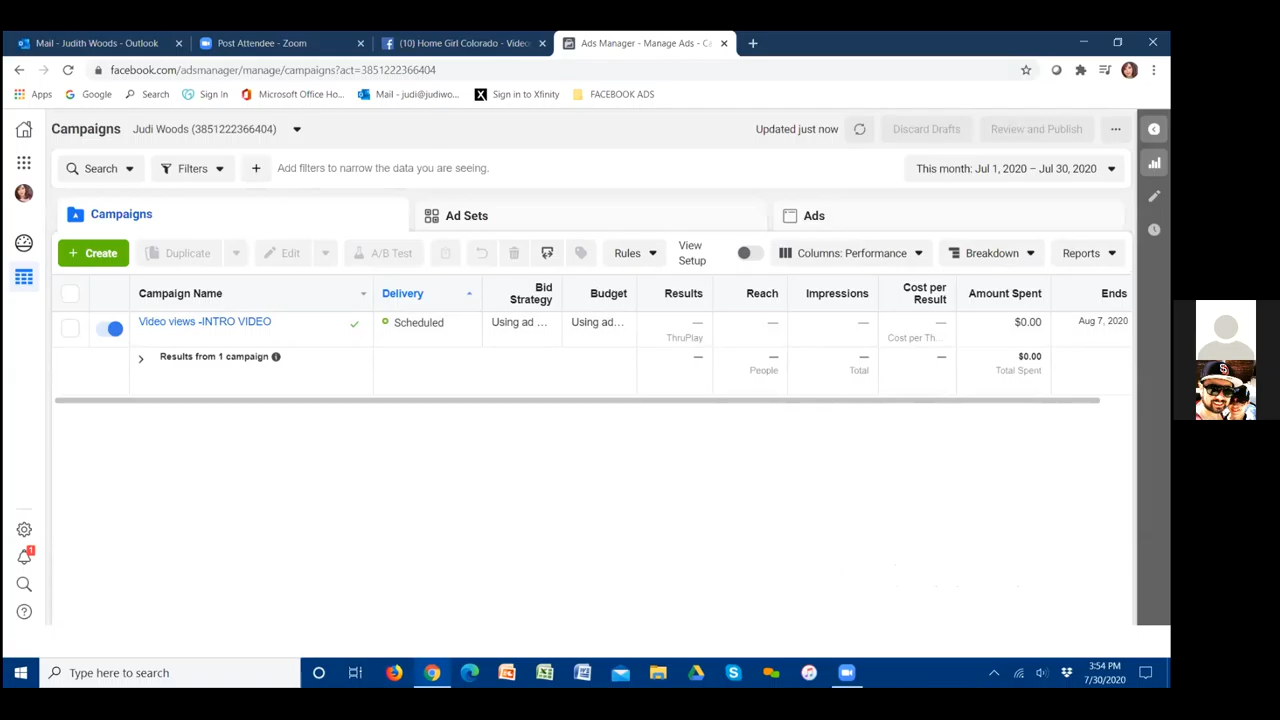 Mail - Judith Woods - Outlook
Post Attendee - Zoom
(10) Home Girl Colorado - Video
Ads Manager - Manage Ads - Ca
facebook.com/adsmanager/manage/campaigns?act=3851222366404
Apps
Google
Search
Sign In
Microsoft Office Ho...
Mail - judi@judiwo...
Sign in to Xfinity
FACEBOOK ADS
Campaigns
Judi Woods (3851222366404)
Updated just now
Discard Drafts
Review and Publish
Search
Filters
Add filters to narrow the data you are seeing.
This month: Jul 1, 2020 – Jul 30, 2020
Campaigns
Ad Sets
Ads
+ Create
Duplicate
Edit
A/B Test
Rules
View
Setup
Columns: Performance
Breakdown
Reports
Campaign Name
Delivery
Bid
Strategy
Budget
Results
Reach
Impressions
Cost per
Result
Amount Spent
Ends
Video views -INTRO VIDEO
Scheduled
Using ad ...
Using ad...
—
ThruPlay
—
—
—
Cost per Th...
$0.00
Aug 7, 2020
Results from 1 campaign
—
—
People
—
Total
—
$0.00
Total Spent
1
Type here to search
3:54 PM
7/30/2020